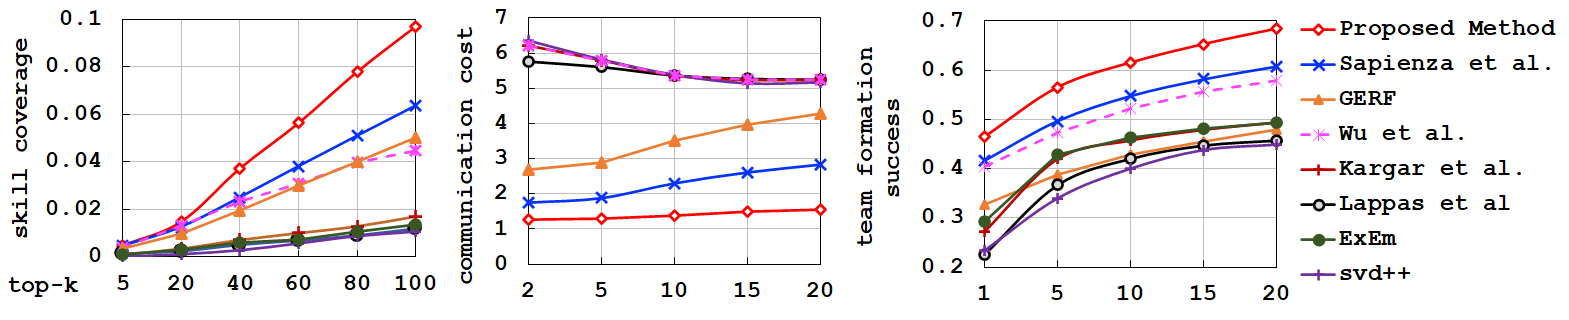 skill coverage
0.1
0.08
0.06
0.04
0.02
0
top-k 5 20 40 60 80 100
communication cost
7
6
5
4
3
2
1
0
2 5 10 15 20
team formation
success
0.7
0.6
0.5
0.4
0.3
0.2
1 5 10 15 20
Proposed Method
Sapienza et al.
GERF
Wu et al.
Kargar et al.
Lappas et al
ExEm
svd++